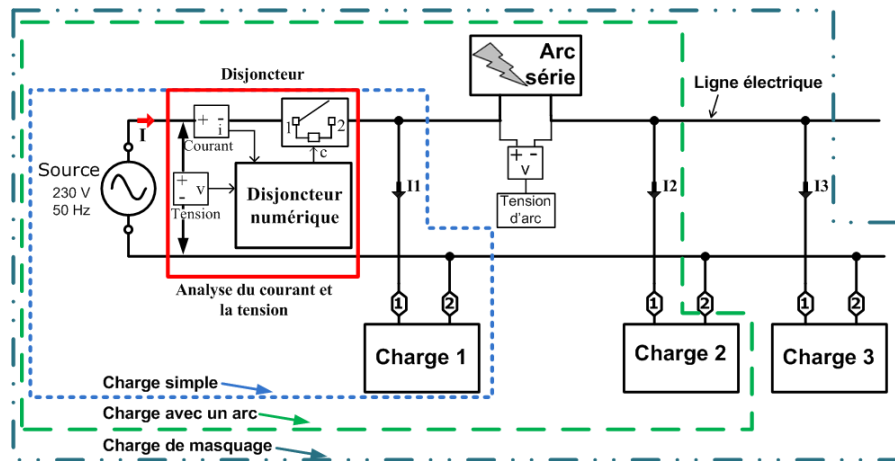 Arc
série
Disjoncteur
Ligne électrique
I
+ -
i
Courant
1
2
c
Source
230 V
50 Hz
+
-
v
Tension
Disjoncteur
numérique
I1
+ -
v
Tension
d'arc
I2
I3
Analyse du courant et
la tension
1
2
1
2
1
2
Charge 1
Charge 2
Charge 3
Charge simple
Charge avec un arc
Charge de masquage